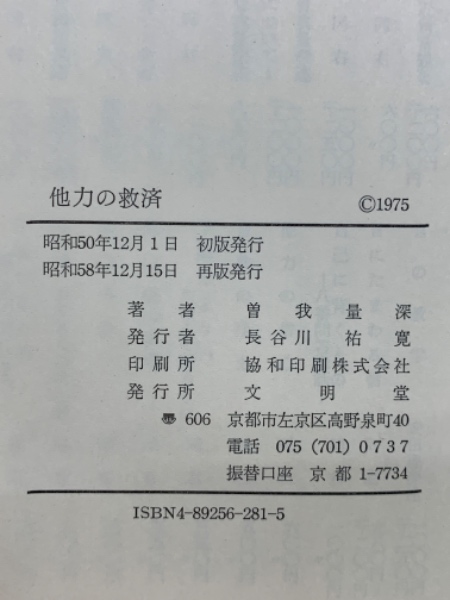 他力の救済
©1975
昭和50年12月1日 初版発行
昭和58年12月15日 再版発行
著者 曽我量深
発行者 長谷川祐寛
印刷所 協和印刷株式会社
発行所 文明堂
606 京都市左京区高野泉町40
電話 075 (701) 0737
振替口座 京都 1-7734
ISBN4-89256-281-5